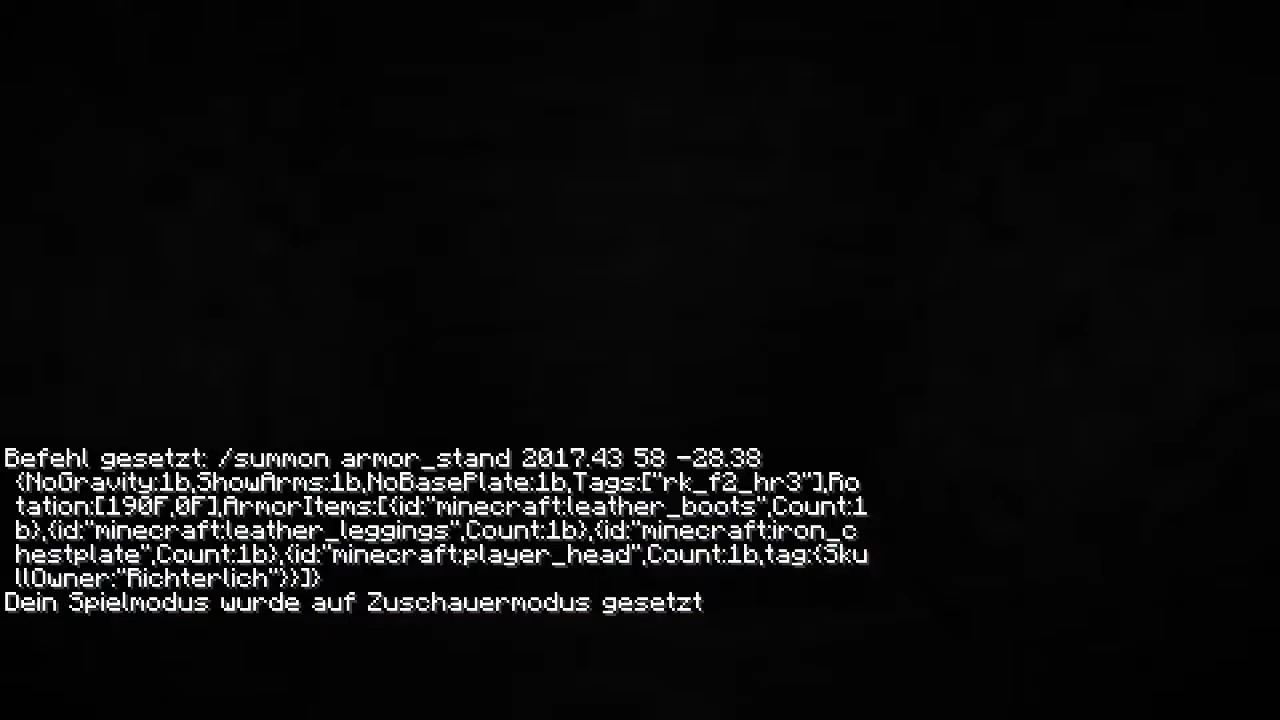 Befehl gesetzt: /summon armor_stand 2017.43 58 -28.38
{NoGravity:1b,ShowArms:1b,NoBasePlate:1b,Tags:["rk_f2_hr3"],Ro
tation:[190F,0F],ArmorItems:[{id:"minecraft:leather_boots",Count:1
b},{id:"minecraft:leather_leggings",Count:1b},{id:"minecraft:iron_c
hestplate",Count:1b},{id:"minecraft:player_head",Count:1b,tag:{Sku
llOwner:"Richterlich"}}]}
Dein Spielmodus wurde auf Zuschauermodus gesetzt